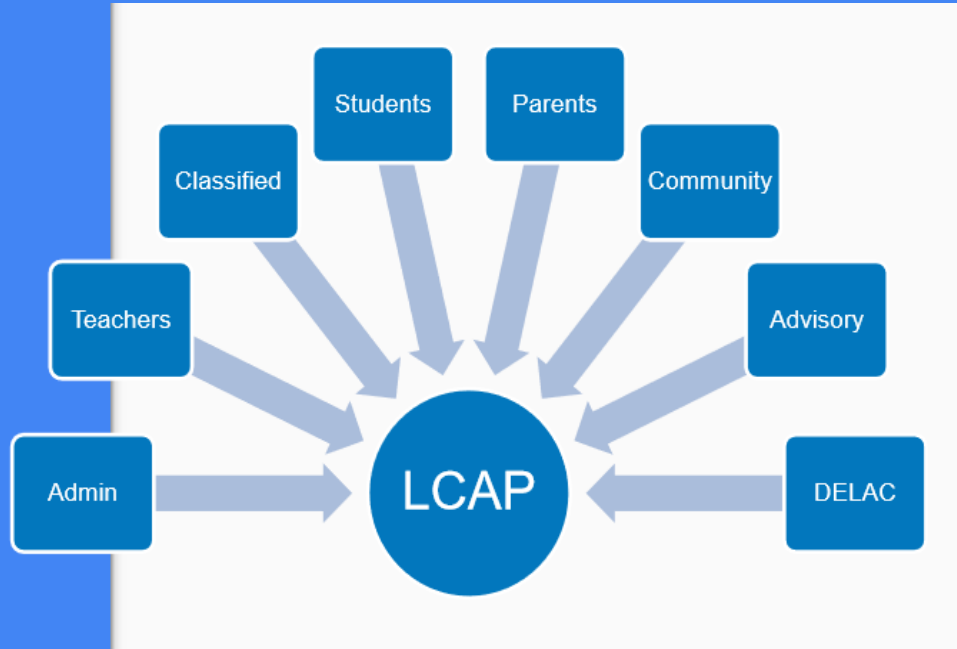 Students
Parents
Classified
Community
Teachers
Advisory
Admin
LCAP
DELAC